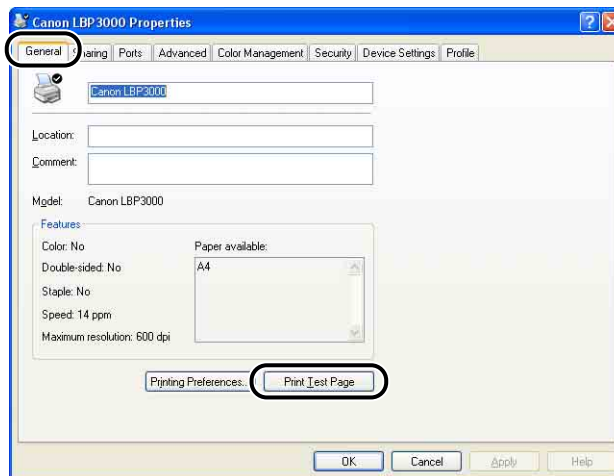 Canon LBP3000 Properties
General Sharing Ports Advanced Color Management Security Device Settings Profile
Canon LBP3000
Location:
Comment:
Model: Canon LBP3000
Features
Color: No Paper available:
Double-sided: No A4
Staple: No
Speed: 14 ppm
Maximum resolution: 600 dpi
Printing Preferences... Print Test Page
OK Cancel Apply Help